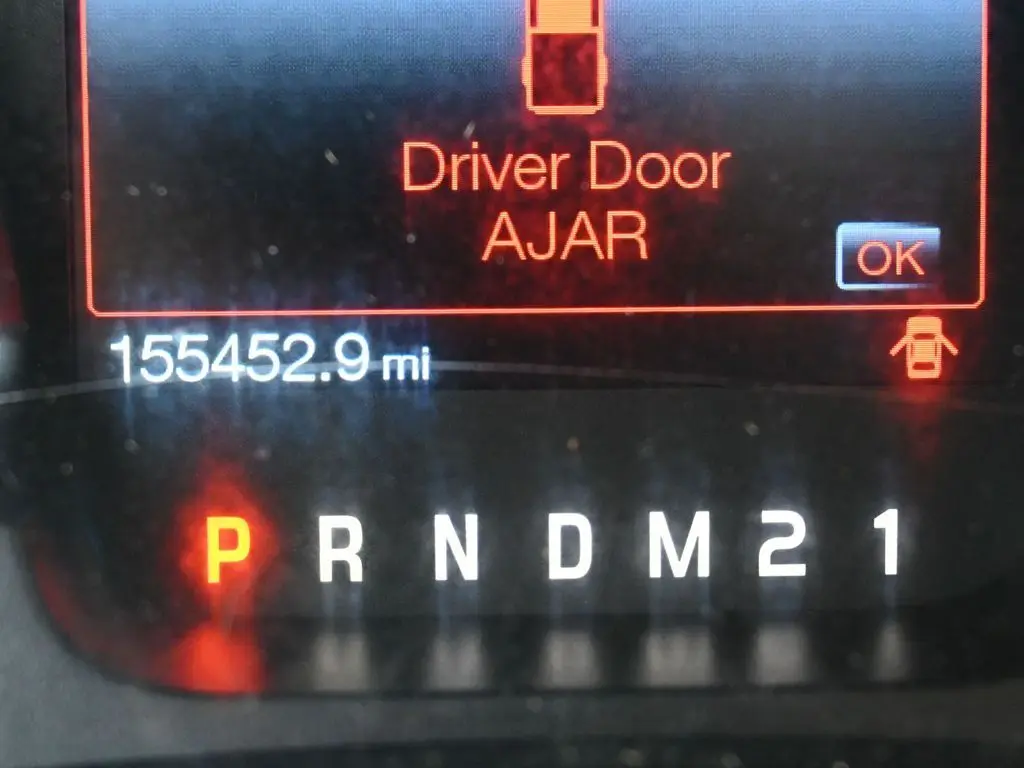 Driver Door
AJAR
OK
155452.9 mi
P R N D M 2 1